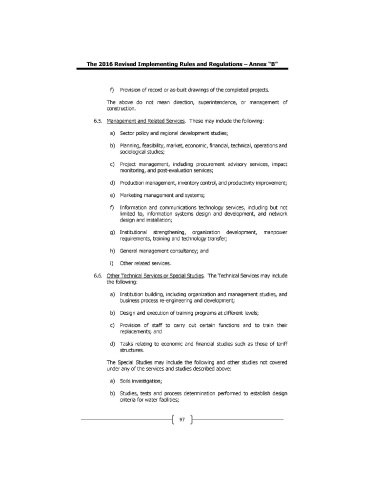 The 2016 Revised Implementing Rules and Regulations – Annex "B"
f) Provision of record or as-built drawings of the completed projects.
The above do not mean direction, superintendence, or management of
construction.
6.5. Management and Related Services. These may include the following:
a) Sector policy and regional development studies;
b) Planning, feasibility, market, economic, financial, technical, operations and
sociological studies;
c) Project management, including procurement advisory services, impact
monitoring, and post-evaluation services;
d) Production management, inventory control, and productivity improvement;
e) Marketing management and systems;
f) Information and communications technology services, including but not
limited to, information systems design and development, and network
design and installation;
g) Institutional strengthening, organization development, manpower
requirements, training and technology transfer;
h) General management consultancy; and
i) Other related services.
6.6. Other Technical Services or Special Studies. The Technical Services may include
the following:
a) Institution building, including organization and management studies, and
business process re-engineering and development;
b) Design and execution of training programs at different levels;
c) Provision of staff to carry out certain functions and to train their
replacements; and
d) Tasks relating to economic and financial studies such as those of tariff
structures.
The Special Studies may include the following and other studies not covered
under any of the services and studies described above:
a) Soils investigation;
b) Studies, tests and process determination performed to establish design
criteria for water facilities;
97